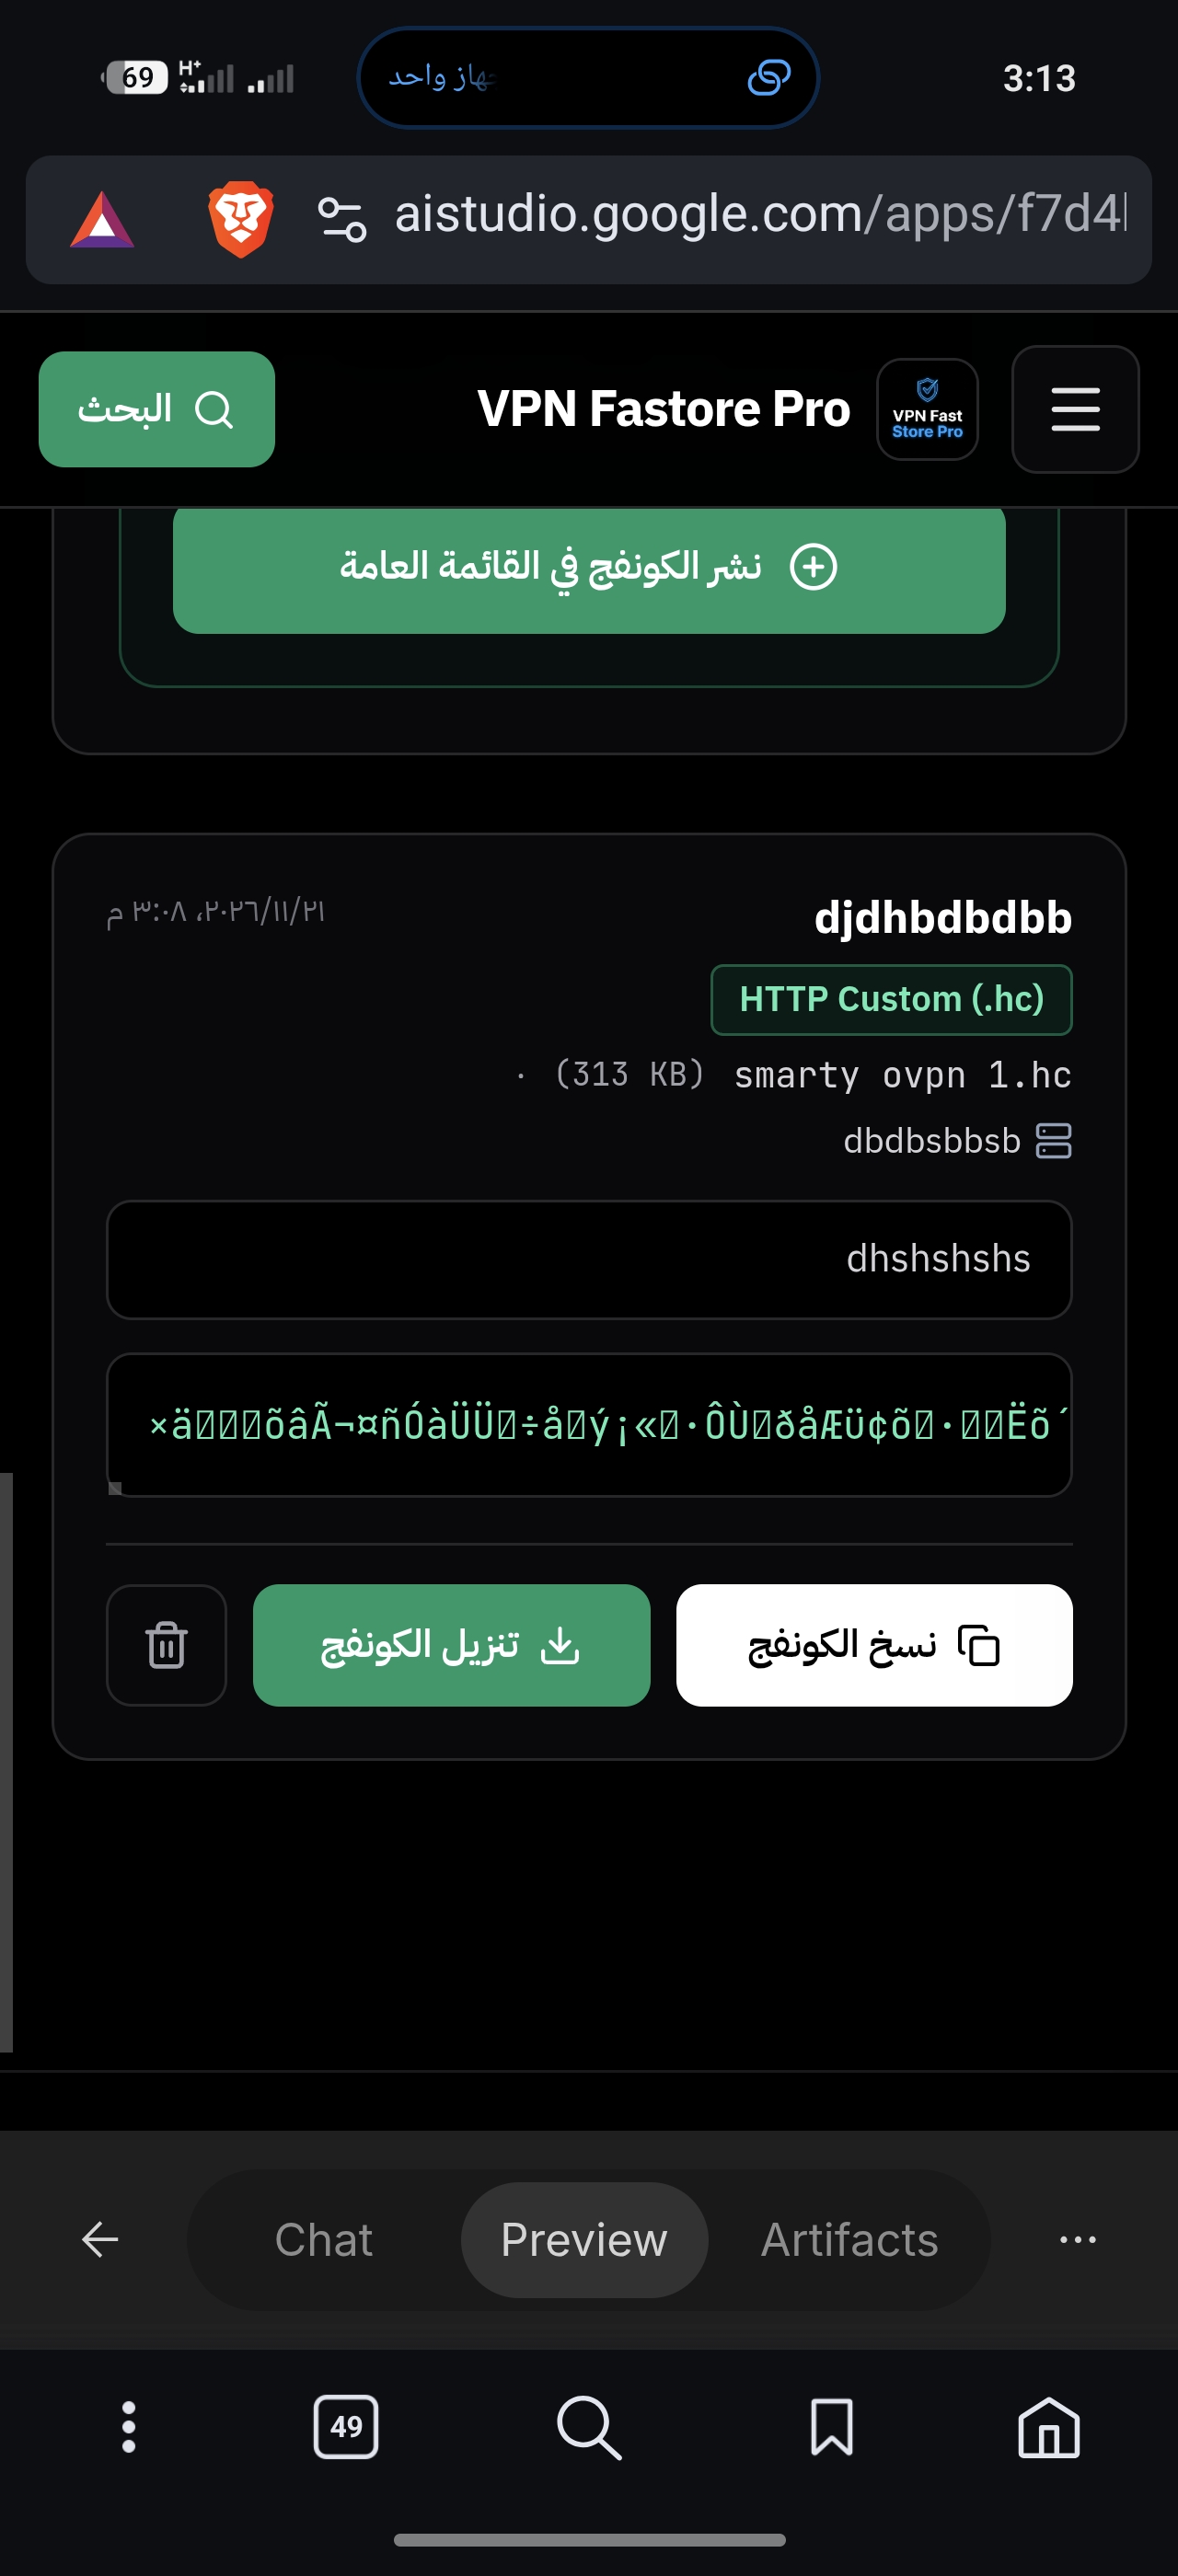 69 H+ جهاز واحد 3:13
aistudio.google.com/apps/f7d4
البحث VPN Fastore Pro VPN Fast
Store Pro
نشر الكونفج في القائمة العامة
djdhbdbdbb ٢٠٢٦/١١/٢١، ٣:٠٨ م
HTTP Custom (.hc)
smarty ovpn 1.hc (313 KB) ·
dbdbsbbsb
dhshshshs
نسخ الكونفج تنزيل الكونفج
Chat Preview Artifacts
49